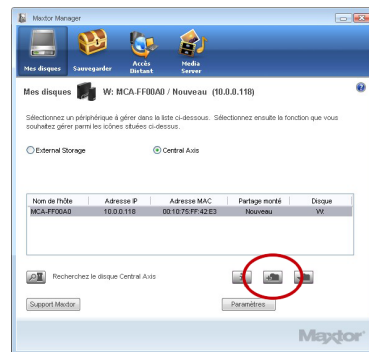 Maxtor Manager
Mes disques
Sauvegarder
Accès Distant
Media Server
Mes disques W: MCA-FF00A0 / Nouveau (10.0.0.118)
Sélectionnez un périphérique à gérer dans la liste ci-dessous. Sélectionnez ensuite la fonction que vous
souhaitez gérer parmi les icônes situées ci-dessus.
External Storage
Central Axis
Nom de l'hôte Adresse IP Adresse MAC Partage monté Disque
MCA-FF00A0 10.0.0.118 00:10:75:FF:42:E3 Nouveau W:
Recherchez le disque Central Axis
Support Maxtor
Paramètres
Maxtor